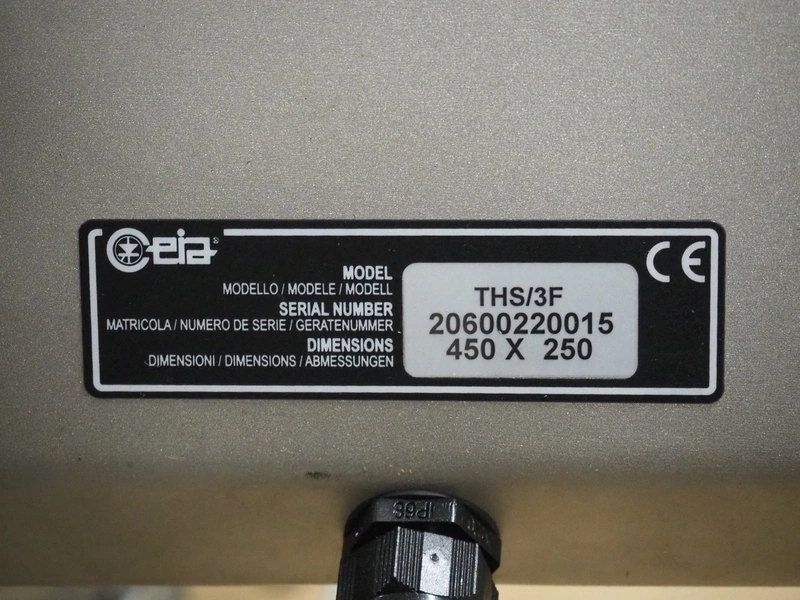 Ceia®
CE
MODEL
MODELLO / MODELE / MODELL
THS/3F
SERIAL NUMBER
MATRICOLA / NUMERO DE SERIE / GERATENUMMER
20600220015
DIMENSIONS
DIMENSIONI / DIMENSIONS / ABMESSUNGEN
450 X 250
IP68